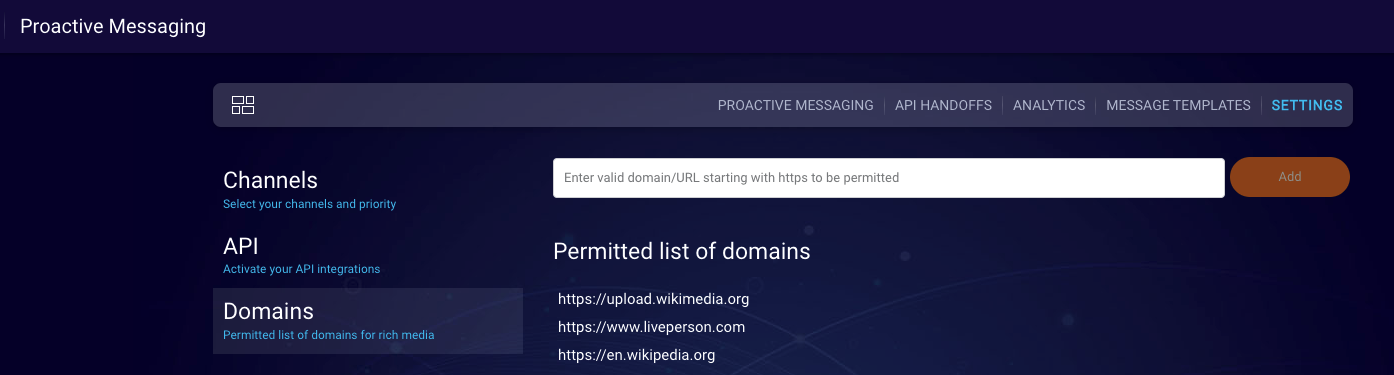 Proactive Messaging
PROACTIVE MESSAGING API HANDOFFS ANALYTICS MESSAGE TEMPLATES SETTINGS
Channels
Select your channels and priority
API
Activate your API integrations
Domains
Permitted list of domains for rich media
Enter valid domain/URL starting with https to be permitted
Add
Permitted list of domains
https://upload.wikimedia.org
https://www.liveperson.com
https://en.wikipedia.org